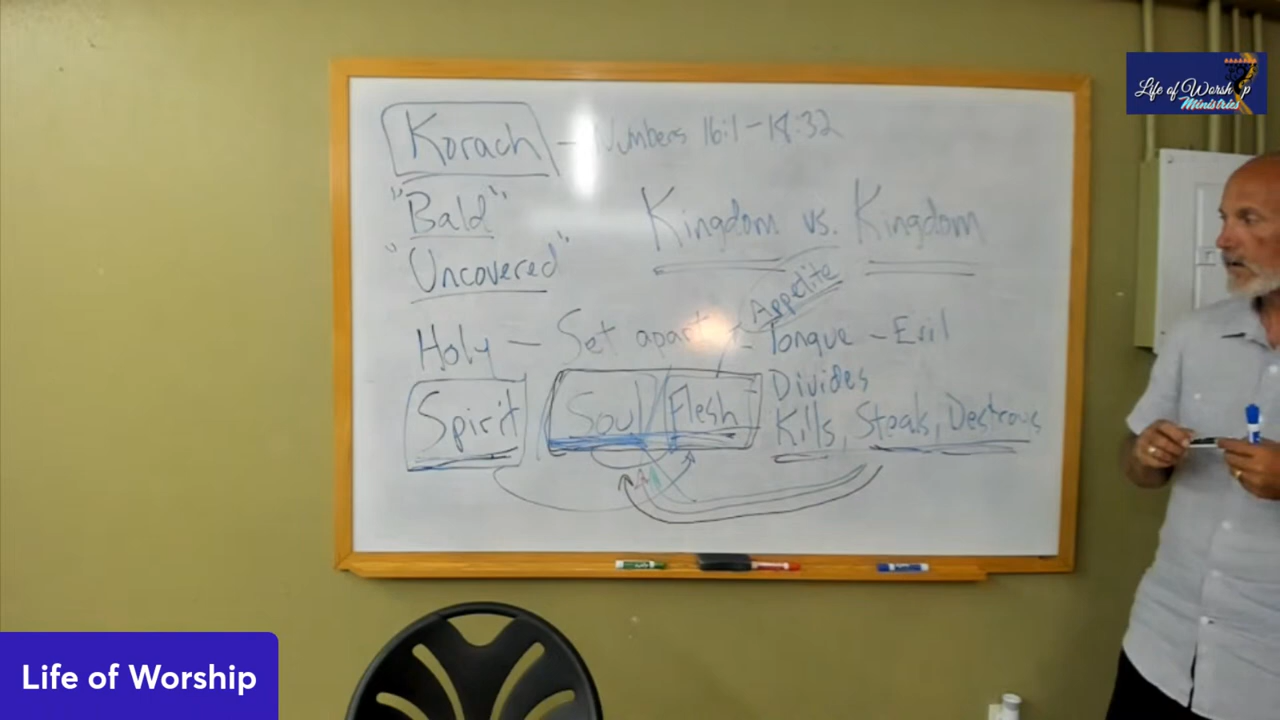 Korach - Numbers 16:1-18:32
"Bald"
"Uncovered"
Kingdom vs. Kingdom
Appetite
Holy - Set apart - Tongue - Evil
Divides
Spirit Soul/Flesh Kills, Steals, Destroys
Life of Worship
Ministries
Life of Worship